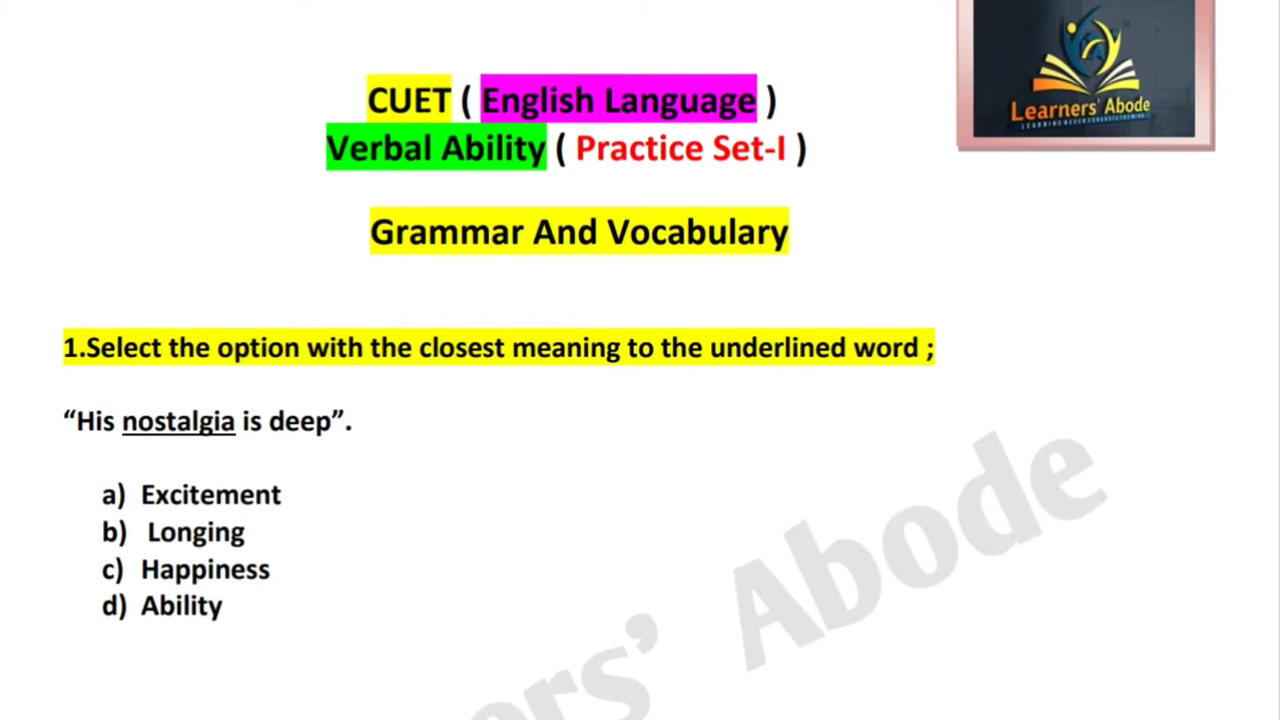 Learners' Abode
CUET ( English Language )
Verbal Ability ( Practice Set-I )
Grammar And Vocabulary
1.Select the option with the closest meaning to the underlined word ;
“His nostalgia is deep”.
a) Excitement
b) Longing
c) Happiness
d) Ability
ers’ Abode